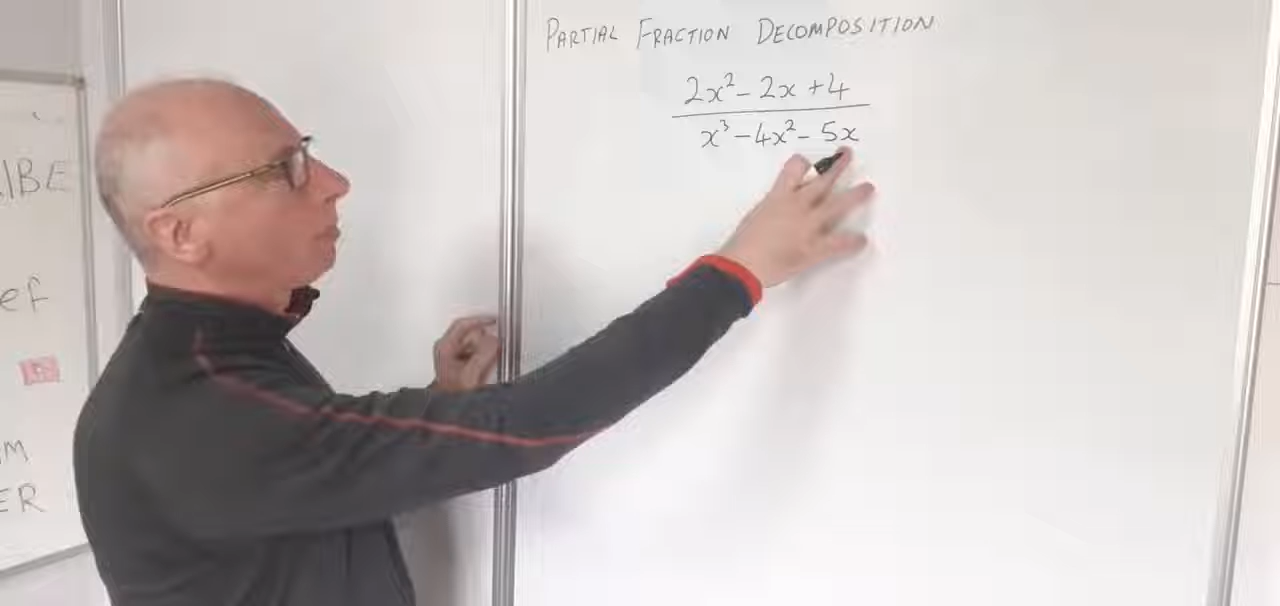 PARTIAL FRACTION DECOMPOSITION
2x² - 2x + 4
x³ - 4x² - 5x
IBE
ef
M
ER